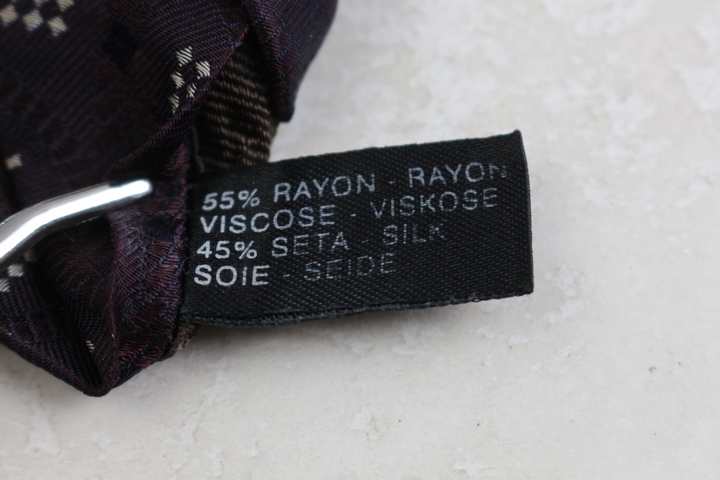 55% RAYON - RAYON
VISCOSE - VISKOSE
45% SETA - SILK
SOIE - SEIDE